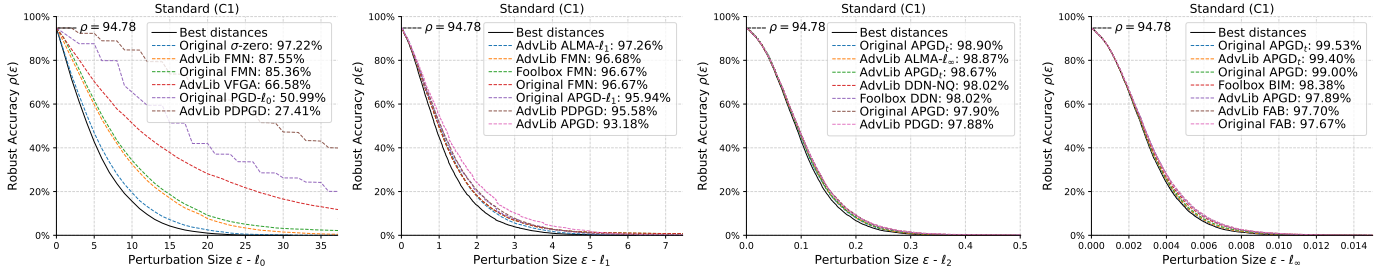 Standard (C1)
Robust Accuracy ρ(ε)
100%
80%
60%
40%
20%
0%
ρ = 94.78
Best distances
Original σ-zero: 97.22%
AdvLib FMN: 87.55%
Original FMN: 85.36%
AdvLib VFGA: 66.58%
Original PGD-ℓ0: 50.99%
AdvLib PDPGD: 27.41%
0 5 10 15 20 25 30 35
Perturbation Size ε - ℓ0
Standard (C1)
Robust Accuracy ρ(ε)
100%
80%
60%
40%
20%
0%
ρ = 94.78
Best distances
AdvLib ALMA-ℓ1: 97.26%
AdvLib FMN: 96.68%
Foolbox FMN: 96.67%
Original FMN: 96.67%
Original APGD-ℓ1: 95.94%
AdvLib PDPGD: 95.58%
AdvLib APGD: 93.18%
0 1 2 3 4 5 6 7
Perturbation Size ε - ℓ1
Standard (C1)
Robust Accuracy ρ(ε)
100%
80%
60%
40%
20%
0%
ρ = 94.78
Best distances
Original APGDt: 98.90%
AdvLib ALMA-ℓ∞: 98.87%
AdvLib APGDt: 98.67%
AdvLib DDN-NQ: 98.02%
Foolbox DDN: 98.02%
Original APGD: 97.90%
AdvLib PDGD: 97.88%
0.0 0.1 0.2 0.3 0.4 0.5
Perturbation Size ε - ℓ2
Standard (C1)
Robust Accuracy ρ(ε)
100%
80%
60%
40%
20%
0%
ρ = 94.78
Best distances
Original APGDt: 99.53%
AdvLib APGDt: 99.40%
Original APGD: 99.00%
Foolbox BIM: 98.38%
AdvLib APGD: 97.89%
AdvLib FAB: 97.70%
Original FAB: 97.67%
0.000 0.002 0.004 0.006 0.008 0.010 0.012 0.014
Perturbation Size ε - ℓ∞